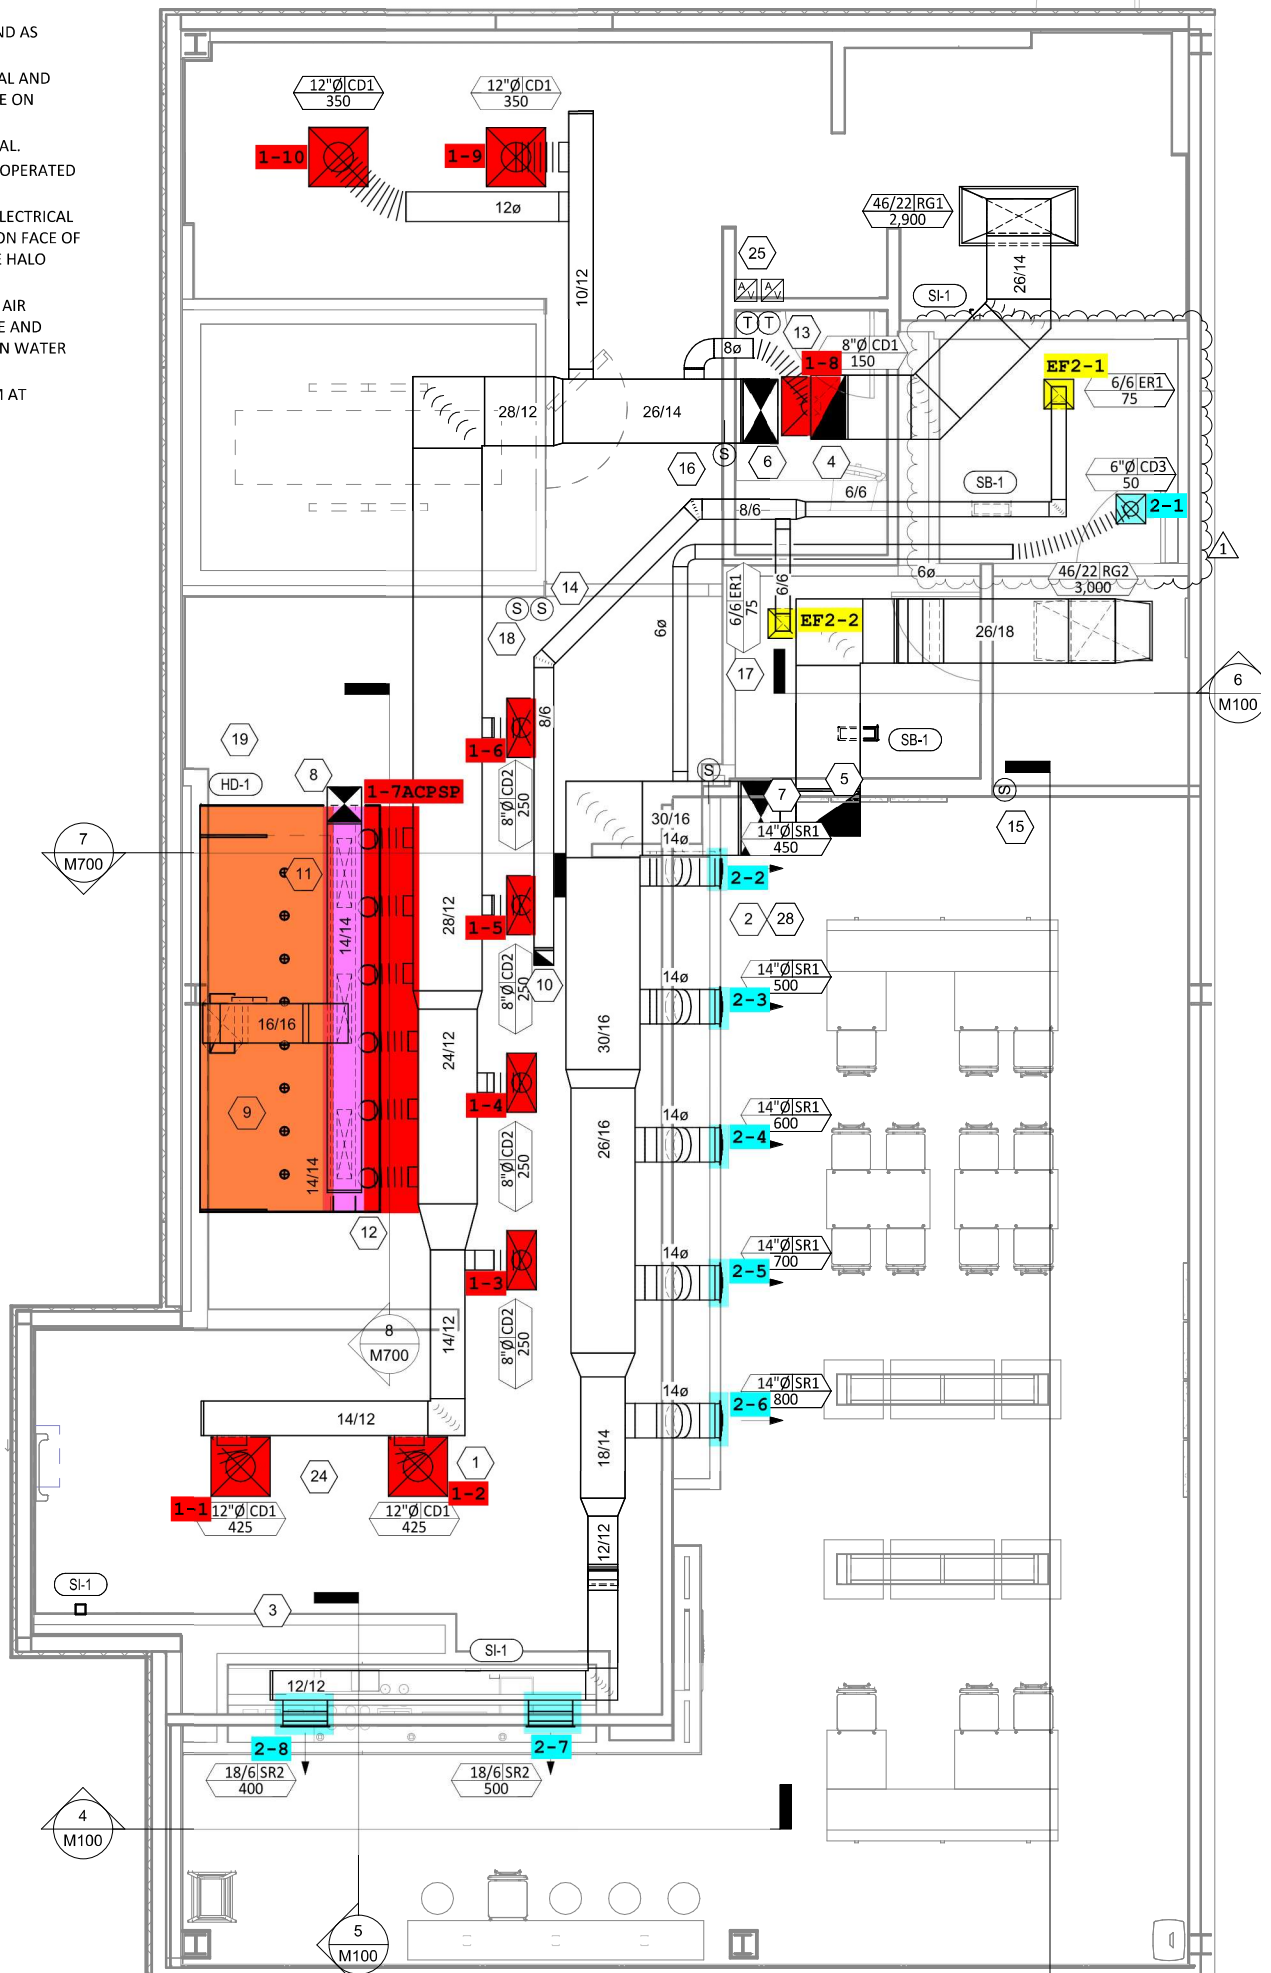 ND AS
AL AND
E ON
AL.
OPERATED
LECTRICAL
ON FACE OF
E HALO
AIR
E AND
N WATER
M AT
12"Ø CD1
350
12"Ø CD1
350
1-10
1-9
12ø
10/12
46/22 RG1
2,900
26/14
SI-1
25
A
V
A
V
T
T
13
8ø
8"Ø CD1
150
1-8
EF2-1
6/6 ER1
75
28/12
26/14
16
S
6
4
6"Ø CD3
50
SB-1
6/6
8/6
2-1
1
14
6ø
46/22 RG2
3,000
S
S
18
6ø
6/6 ER1
75
6/6
EF2-2
26/18
17
6
M100
8/6
19
1-6
SB-1
HD-1
8
1-7ACPSP
8"Ø CD2
250
S
7
5
S
30/16
14ø
14"Ø SR1
450
15
7
M700
11
2-2
14/14
28/12
1-5
2
28
8"Ø CD2
250
10
14ø
14"Ø SR1
500
2-3
16/16
24/12
30/16
9
1-4
14ø
14"Ø SR1
600
26/16
2-4
8"Ø CD2
250
14/14
12
14ø
14"Ø SR1
700
1-3
2-5
8
M700
14/12
8"Ø CD2
250
14ø
14"Ø SR1
800
14/12
2-6
18/14
24
1
1-1
12"Ø CD1
425
1-2
12"Ø CD1
425
12/12
SI-1
3
SI-1
12/12
2-8
2-7
18/6 SR2
400
18/6 SR2
500
4
M100
5
M100